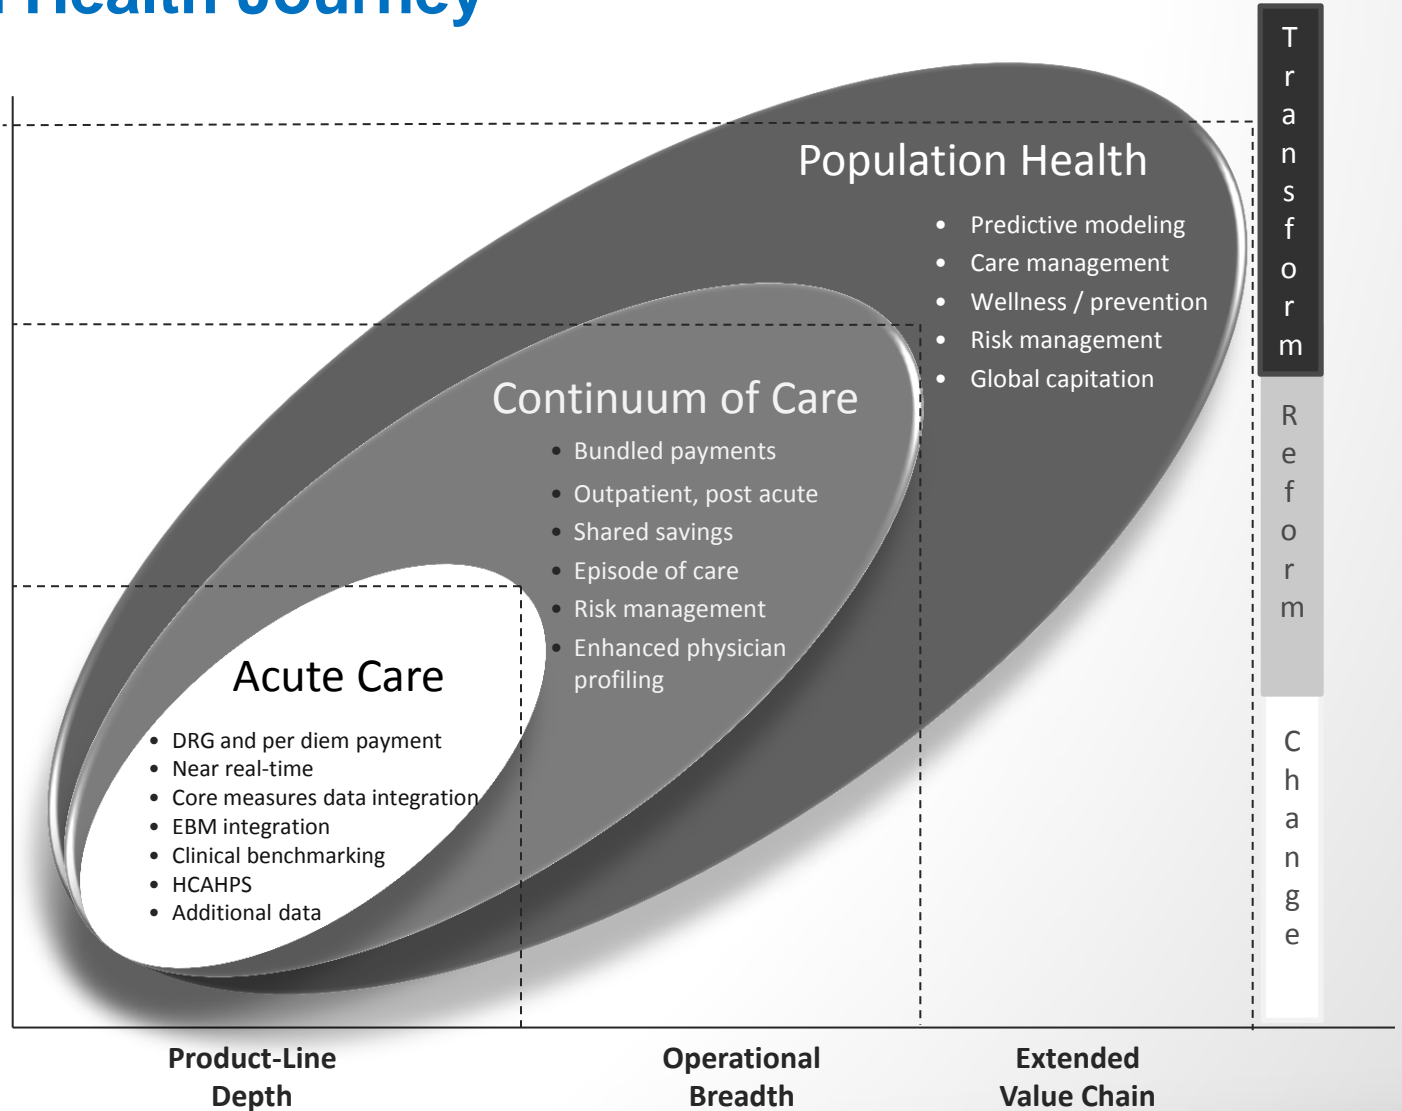 Health Journey
Population Health
• Predictive modeling
• Care management
• Wellness / prevention
• Risk management
• Global capitation
Continuum of Care
• Bundled payments
• Outpatient, post acute
• Shared savings
• Episode of care
• Risk management
• Enhanced physician
profiling
Acute Care
• DRG and per diem payment
• Near real-time
• Core measures data integration
• EBM integration
• Clinical benchmarking
• HCAHPS
• Additional data
Transform
Reform
Change
Product-Line
Depth
Operational
Breadth
Extended
Value Chain